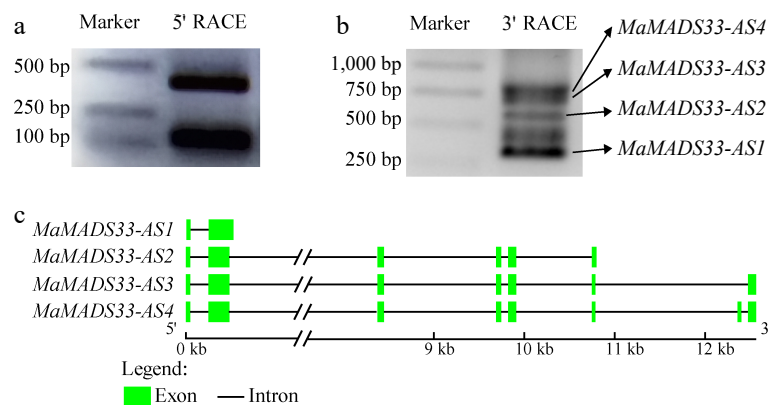 a
Marker 5' RACE
500 bp
250 bp
100 bp
b
Marker 3' RACE
1,000 bp
750 bp
500 bp
250 bp
MaMADS33-AS4
MaMADS33-AS3
MaMADS33-AS2
MaMADS33-AS1
c
MaMADS33-AS1
MaMADS33-AS2
MaMADS33-AS3
MaMADS33-AS4
5' 3
0 kb 9 kb 10 kb 11 kb 12 kb
Legend:
Exon Intron